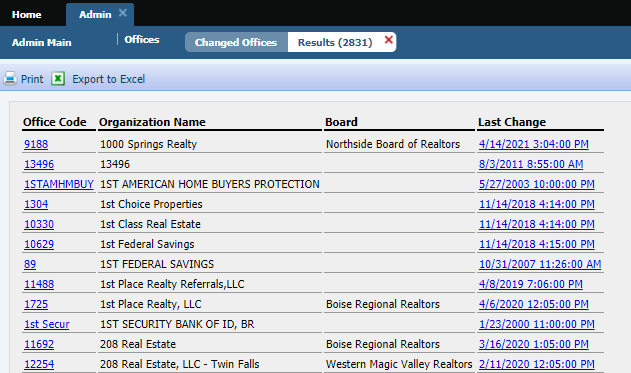 Home Admin
Admin Main Offices Changed Offices Results (2831)
Print Export to Excel
Office Code Organization Name Board Last Change
9188 1000 Springs Realty Northside Board of Realtors 4/14/2021 3:04:00 PM
13496 13496 8/3/2011 8:55:00 AM
1STAMHMBUY 1ST AMERICAN HOME BUYERS PROTECTION 5/27/2003 10:00:00 PM
1304 1st Choice Properties 11/14/2018 4:14:00 PM
10330 1st Class Real Estate 11/14/2018 4:14:00 PM
10629 1st Federal Savings 11/14/2018 4:15:00 PM
89 1ST FEDERAL SAVINGS 10/31/2007 11:26:00 AM
11488 1st Place Realty Referrals,LLC 4/8/2019 7:06:00 PM
1725 1st Place Realty, LLC Boise Regional Realtors 4/6/2020 12:05:00 PM
1st Secur 1ST SECURITY BANK OF ID, BR 1/23/2000 11:00:00 PM
11692 208 Real Estate Boise Regional Realtors 3/16/2020 1:05:00 PM
12254 208 Real Estate, LLC - Twin Falls Western Magic Valley Realtors 2/11/2020 12:05:00 PM